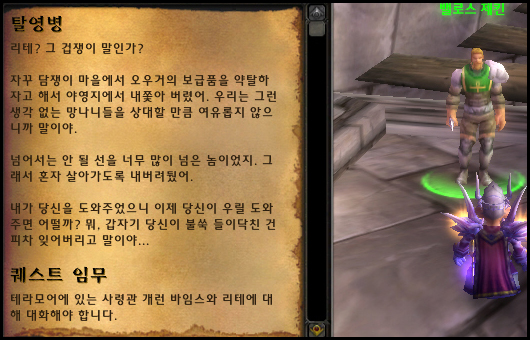 탈영병
리테? 그 겁쟁이 말인가?
자꾸 담쟁이 마을에서 오우거의 보급품을 약탈하
자고 해서 야영지에서 내쫓아 버렸어. 우리는 그런
생각 없는 망나니들을 상대할 만큼 여유롭지 않으
니까 말이야.
넘어서는 안 될 선을 너무 많이 넘은 놈이었지. 그
래서 혼자 살아가도록 내버려뒀어.
내가 당신을 도와주었으니 이제 당신이 우릴 도와
주면 어떨까? 뭐, 갑자기 당신이 불쑥 들이닥친 건
피차 잊어버리고 말이야...
퀘스트 임무
테라모어에 있는 사령관 개런 바임스와 리테에 대
해 대화해야 합니다.
제인